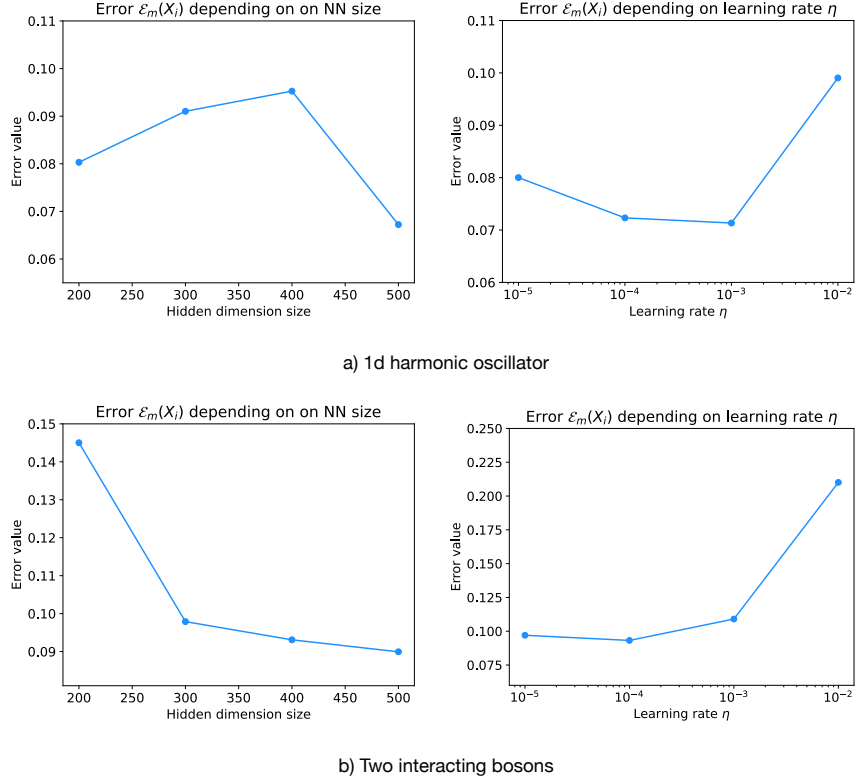 Error ℰₘ(Xᵢ) depending on on NN size
0.11
0.10
0.09
0.08
0.07
0.06
Error value
200 250 300 350 400 450 500
Hidden dimension size
Error ℰₘ(Xᵢ) depending on learning rate η
0.11
0.10
0.09
0.08
0.07
0.06
Error value
10⁻⁵ 10⁻⁴ 10⁻³ 10⁻²
Learning rate η
a) 1d harmonic oscillator
Error ℰₘ(Xᵢ) depending on on NN size
0.15
0.14
0.13
0.12
0.11
0.10
0.09
Error value
200 250 300 350 400 450 500
Hidden dimension size
Error ℰₘ(Xᵢ) depending on learning rate η
0.250
0.225
0.200
0.175
0.150
0.125
0.100
0.075
Error value
10⁻⁵ 10⁻⁴ 10⁻³ 10⁻²
Learning rate η
b) Two interacting bosons